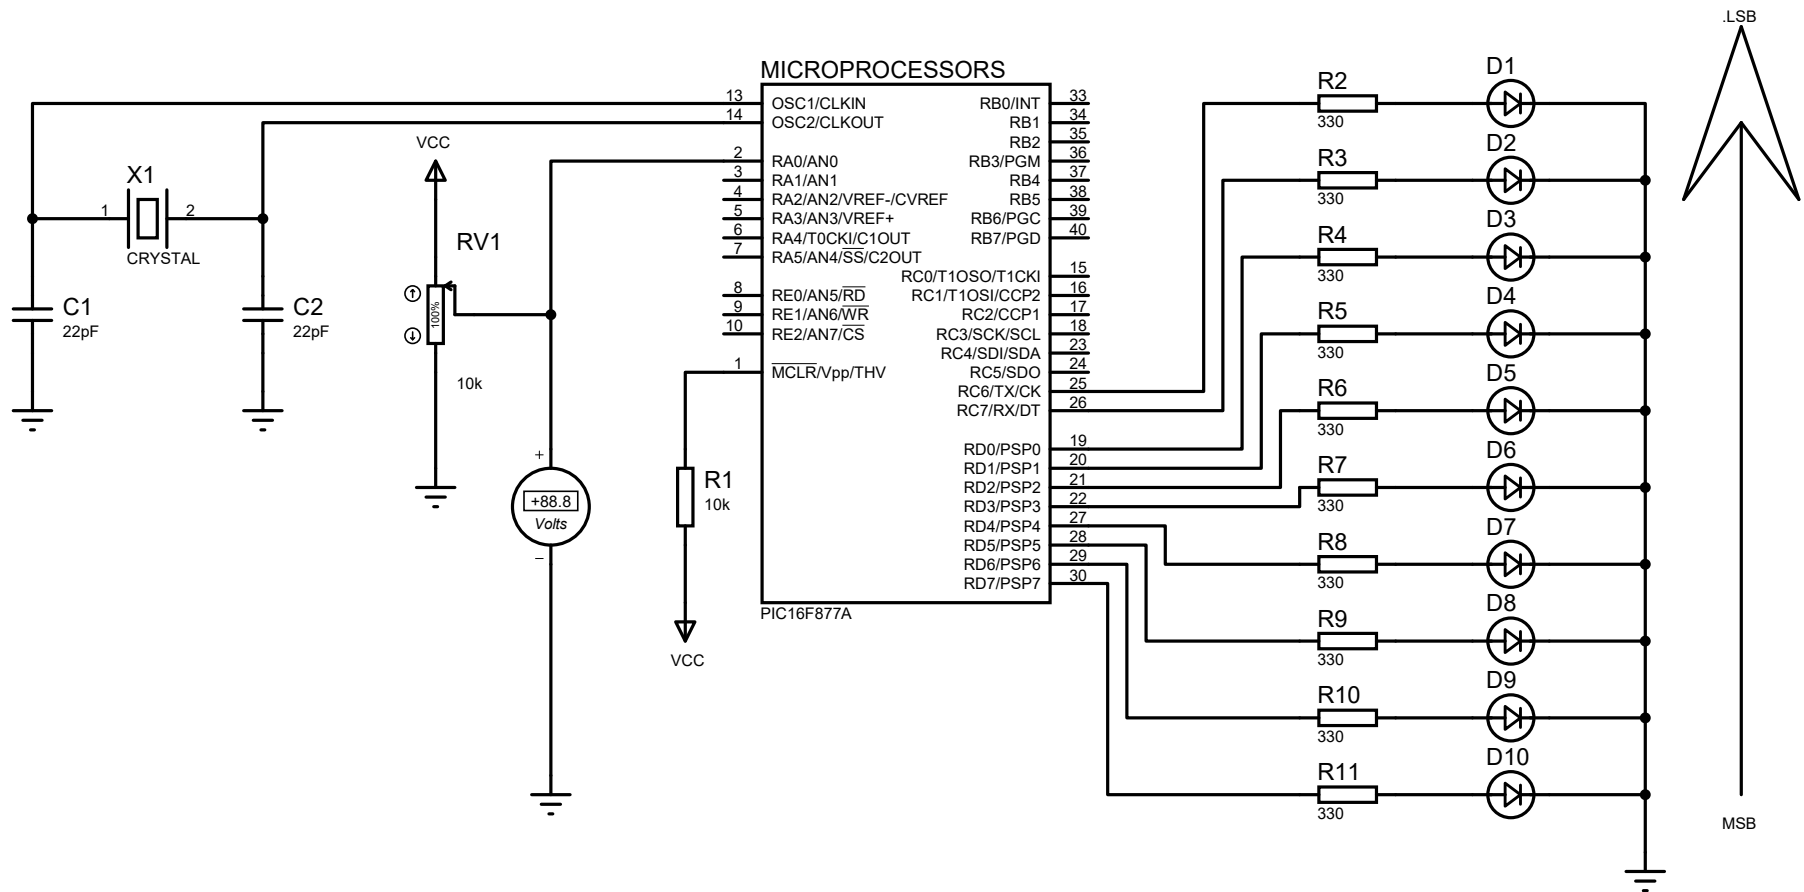 .LSB
MICROPROCESSORS
13 OSC1/CLKIN
14 OSC2/CLKOUT
2 RA0/AN0
3 RA1/AN1
4 RA2/AN2/VREF-/CVREF
5 RA3/AN3/VREF+
6 RA4/T0CKI/C1OUT
7 RA5/AN4/SS/C2OUT
8 RE0/AN5/RD
9 RE1/AN6/WR
10 RE2/AN7/CS
1 MCLR/Vpp/THV
RB0/INT 33
RB1 34
RB2 35
RB3/PGM 36
RB4 37
RB5 38
RB6/PGC 39
RB7/PGD 40
RC0/T1OSO/T1CKI 15
RC1/T1OSI/CCP2 16
RC2/CCP1 17
RC3/SCK/SCL 18
RC4/SDI/SDA 23
RC5/SDO 24
RC6/TX/CK 25
RC7/RX/DT 26
RD0/PSP0 19
RD1/PSP1 20
RD2/PSP2 21
RD3/PSP3 22
RD4/PSP4 27
RD5/PSP5 28
RD6/PSP6 29
RD7/PSP7 30
PIC16F877A
X1
1 2
CRYSTAL
C1
22pF
C2
22pF
VCC
RV1
100%
10k
+
+88.8
Volts
–
R1
10k
VCC
R2
330
D1
R3
330
D2
R4
330
D3
R5
330
D4
R6
330
D5
R7
330
D6
R8
330
D7
R9
330
D8
R10
330
D9
R11
330
D10
MSB